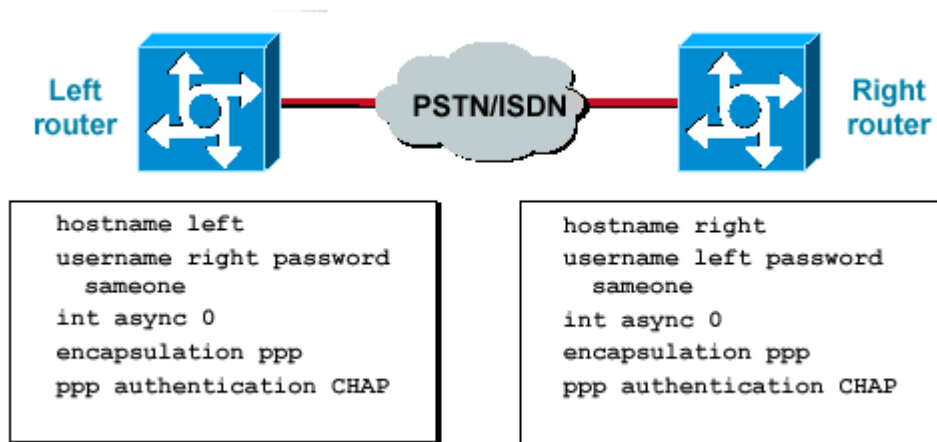 Left
router
PSTN/ISDN
Right
router
hostname left
username right password
sameone
int async 0
encapsulation ppp
ppp authentication CHAP
hostname right
username left password
sameone
int async 0
encapsulation ppp
ppp authentication CHAP